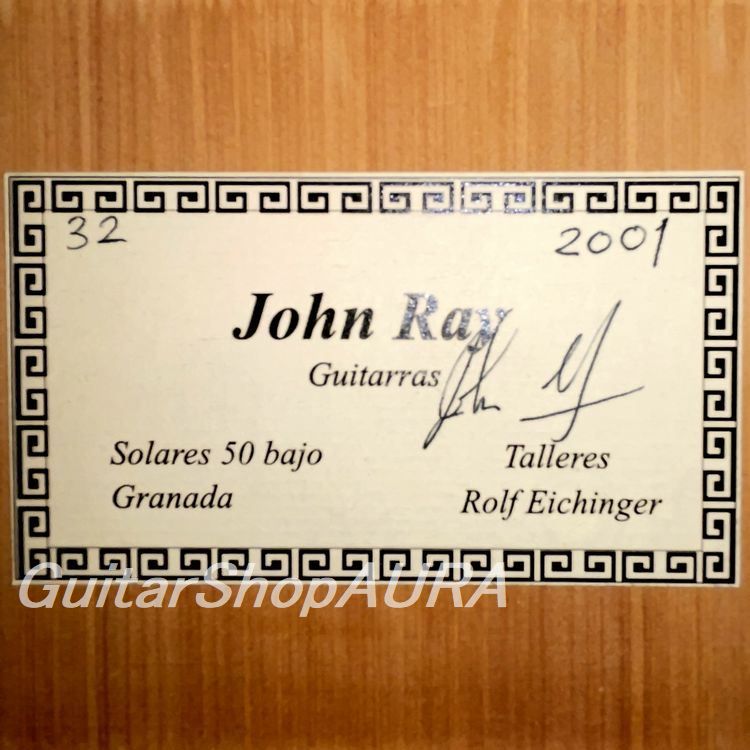 32 2001
John Ray
Guitarras
Solares 50 bajo
Granada
Talleres
Rolf Eichinger
GuitarShopAURA